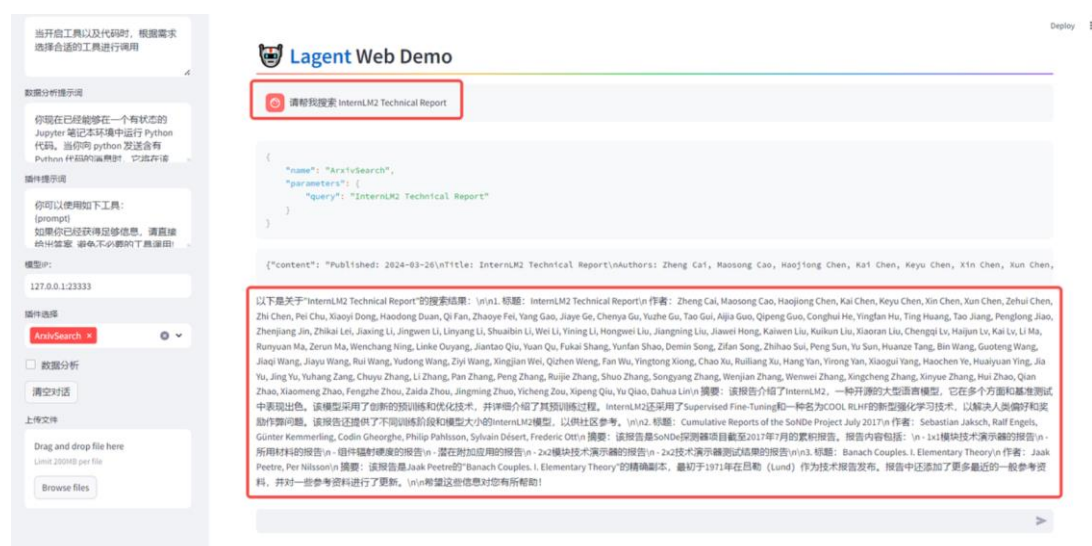 当开启工具以及代码时，根据需求
选择合适的工具进行调用
数据分析提示词
你现在已经能够在一个有状态的
Jupyter 笔记本环境中运行 Python
代码。当你向 python 发送含有
Python 代码的消息时，它将在该
插件提示词
你可以使用如下工具：
{prompt}
如果你已经获得足够信息，请直接
给出答案. 避免不必要的工具调用!
模型IP：
127.0.0.1:23333
插件选择
ArxivSearch ×
数据分析
清空对话
上传文件
Drag and drop file here
Limit 200MB per file
Browse files
Deploy
Lagent Web Demo
请帮我搜索 InternLM2 Technical Report
{
"name": "ArxivSearch",
"parameters": {
"query": "InternLM2 Technical Report"
}
}
{"content": "Published: 2024-03-26\nTitle: InternLM2 Technical Report\nAuthors: Zheng Cai, Maosong Cao, Haojiong Chen, Kai Chen, Keyu Chen, Xin Chen, Xun Chen,
以下是关于"InternLM2 Technical Report"的搜索结果：\n\n1. 标题：InternLM2 Technical Report\n 作者：Zheng Cai, Maosong Cao, Haojiong Chen, Kai Chen, Keyu Chen, Xin Chen, Xun Chen, Zehui Chen,
Zhi Chen, Pei Chu, Xiaoyi Dong, Haodong Duan, Qi Fan, Zhaoye Fei, Yang Gao, Jiaye Ge, Chenya Gu, Yuzhe Gu, Tao Gui, Aijia Guo, Qipeng Guo, Conghui He, Yingfan Hu, Ting Huang, Tao Jiang, Penglong Jiao,
Zhenjiang Jin, Zhikai Lei, Jiaxing Li, Jingwen Li, Linyang Li, Shuaibin Li, Wei Li, Yining Li, Hongwei Liu, Jiangning Liu, Jiawei Hong, Kaiwen Liu, Kuikun Liu, Xiaoran Liu, Chengqi Lv, Haijun Lv, Kai Lv, Li Ma,
Runyuan Ma, Zerun Ma, Wenchang Ning, Linke Ouyang, Jiantao Qiu, Yuan Qu, Fukai Shang, Yunfan Shao, Demin Song, Zifan Song, Zhihao Sui, Peng Sun, Yu Sun, Huanze Tang, Bin Wang, Guoteng Wang,
Jiaqi Wang, Jiayu Wang, Rui Wang, Yudong Wang, Ziyi Wang, Xingjian Wei, Qizhen Weng, Fan Wu, Yingtong Xiong, Chao Xu, Ruiliang Xu, Hang Yan, Yirong Yan, Xiaogui Yang, Haochen Ye, Huaiyuan Ying, Jia
Yu, Jing Yu, Yuhang Zang, Chuyu Zhang, Li Zhang, Pan Zhang, Peng Zhang, Ruijie Zhang, Shuo Zhang, Songyang Zhang, Wenjian Zhang, Wenwei Zhang, Xingcheng Zhang, Xinyue Zhang, Hui Zhao, Qian
Zhao, Xiaomeng Zhao, Fengzhe Zhou, Zaida Zhou, Jingming Zhuo, Yicheng Zou, Xipeng Qiu, Yu Qiao, Dahua Lin\n 摘要：该报告介绍了InternLM2，一种开源的大型语言模型，它在多个方面和基准测试
中表现出色。该模型采用了创新的预训练和优化技术，并详细介绍了其预训练过程。InternLM2还采用了Supervised Fine-Tuning和一种名为COOL RLHF的新型强化学习技术，以解决人类偏好和奖
励作弊问题。该报告还提供了不同训练阶段和模型大小的InternLM2模型，以供社区参考。\n\n2. 标题：Cumulative Reports of the SoNDe Project July 2017\n 作者：Sebastian Jaksch, Ralf Engels,
Günter Kemmerling, Codin Gheorghe, Philip Pahlsson, Sylvain Désert, Frederic Ott\n 摘要：该报告是SoNDe探测器项目截至2017年7月的累积报告。报告内容包括：\n - 1x1模块技术演示器的报告\n -
所用材料的报告\n - 组件辐射硬度的报告\n - 潜在附加应用的报告\n - 2x2模块技术演示器的报告\n - 2x2技术演示器测试结果的报告\n\n3. 标题：Banach Couples. I. Elementary Theory\n 作者：Jaak
Peetre, Per Nilsson\n 摘要：该报告是Jaak Peetre的"Banach Couples. I. Elementary Theory"的精确副本，最初于1971年在吕勒（Lund）作为技术报告发布。报告中还添加了更多最近的一般参考资
料，并对一些参考资料进行了更新。\n\n希望这些信息对您有所帮助！